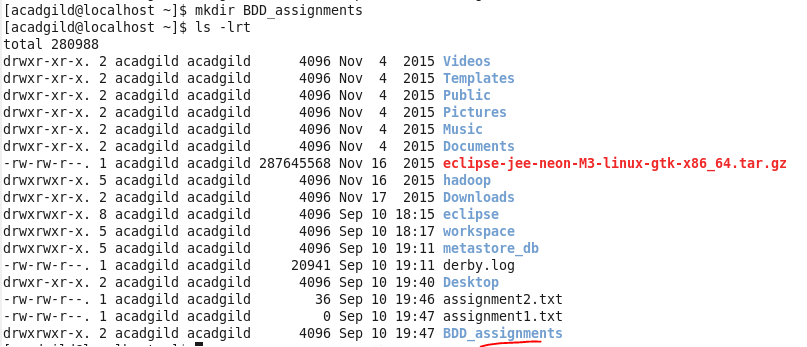 [acadgild@localhost ~]$ mkdir BDD_assignments
[acadgild@localhost ~]$ ls -lrt
total 280988
drwxr-xr-x. 2 acadgild acadgild      4096 Nov  4  2015 Videos
drwxr-xr-x. 2 acadgild acadgild      4096 Nov  4  2015 Templates
drwxr-xr-x. 2 acadgild acadgild      4096 Nov  4  2015 Public
drwxr-xr-x. 2 acadgild acadgild      4096 Nov  4  2015 Pictures
drwxr-xr-x. 2 acadgild acadgild      4096 Nov  4  2015 Music
drwxr-xr-x. 2 acadgild acadgild      4096 Nov  4  2015 Documents
-rw-rw-r--. 1 acadgild acadgild 287645568 Nov 16  2015 eclipse-jee-neon-M3-linux-gtk-x86_64.tar.gz
drwxrwxr-x. 5 acadgild acadgild      4096 Nov 16  2015 hadoop
drwxr-xr-x. 2 acadgild acadgild      4096 Nov 17  2015 Downloads
drwxrwxr-x. 8 acadgild acadgild      4096 Sep 10 18:15 eclipse
drwxrwxr-x. 5 acadgild acadgild      4096 Sep 10 18:17 workspace
drwxrwxr-x. 5 acadgild acadgild      4096 Sep 10 19:11 metastore_db
-rw-rw-r--. 1 acadgild acadgild     20941 Sep 10 19:11 derby.log
drwxr-xr-x. 2 acadgild acadgild      4096 Sep 10 19:40 Desktop
-rw-rw-r--. 1 acadgild acadgild        36 Sep 10 19:46 assignment2.txt
-rw-rw-r--. 1 acadgild acadgild         0 Sep 10 19:47 assignment1.txt
drwxrwxr-x. 2 acadgild acadgild      4096 Sep 10 19:47 BDD_assignments